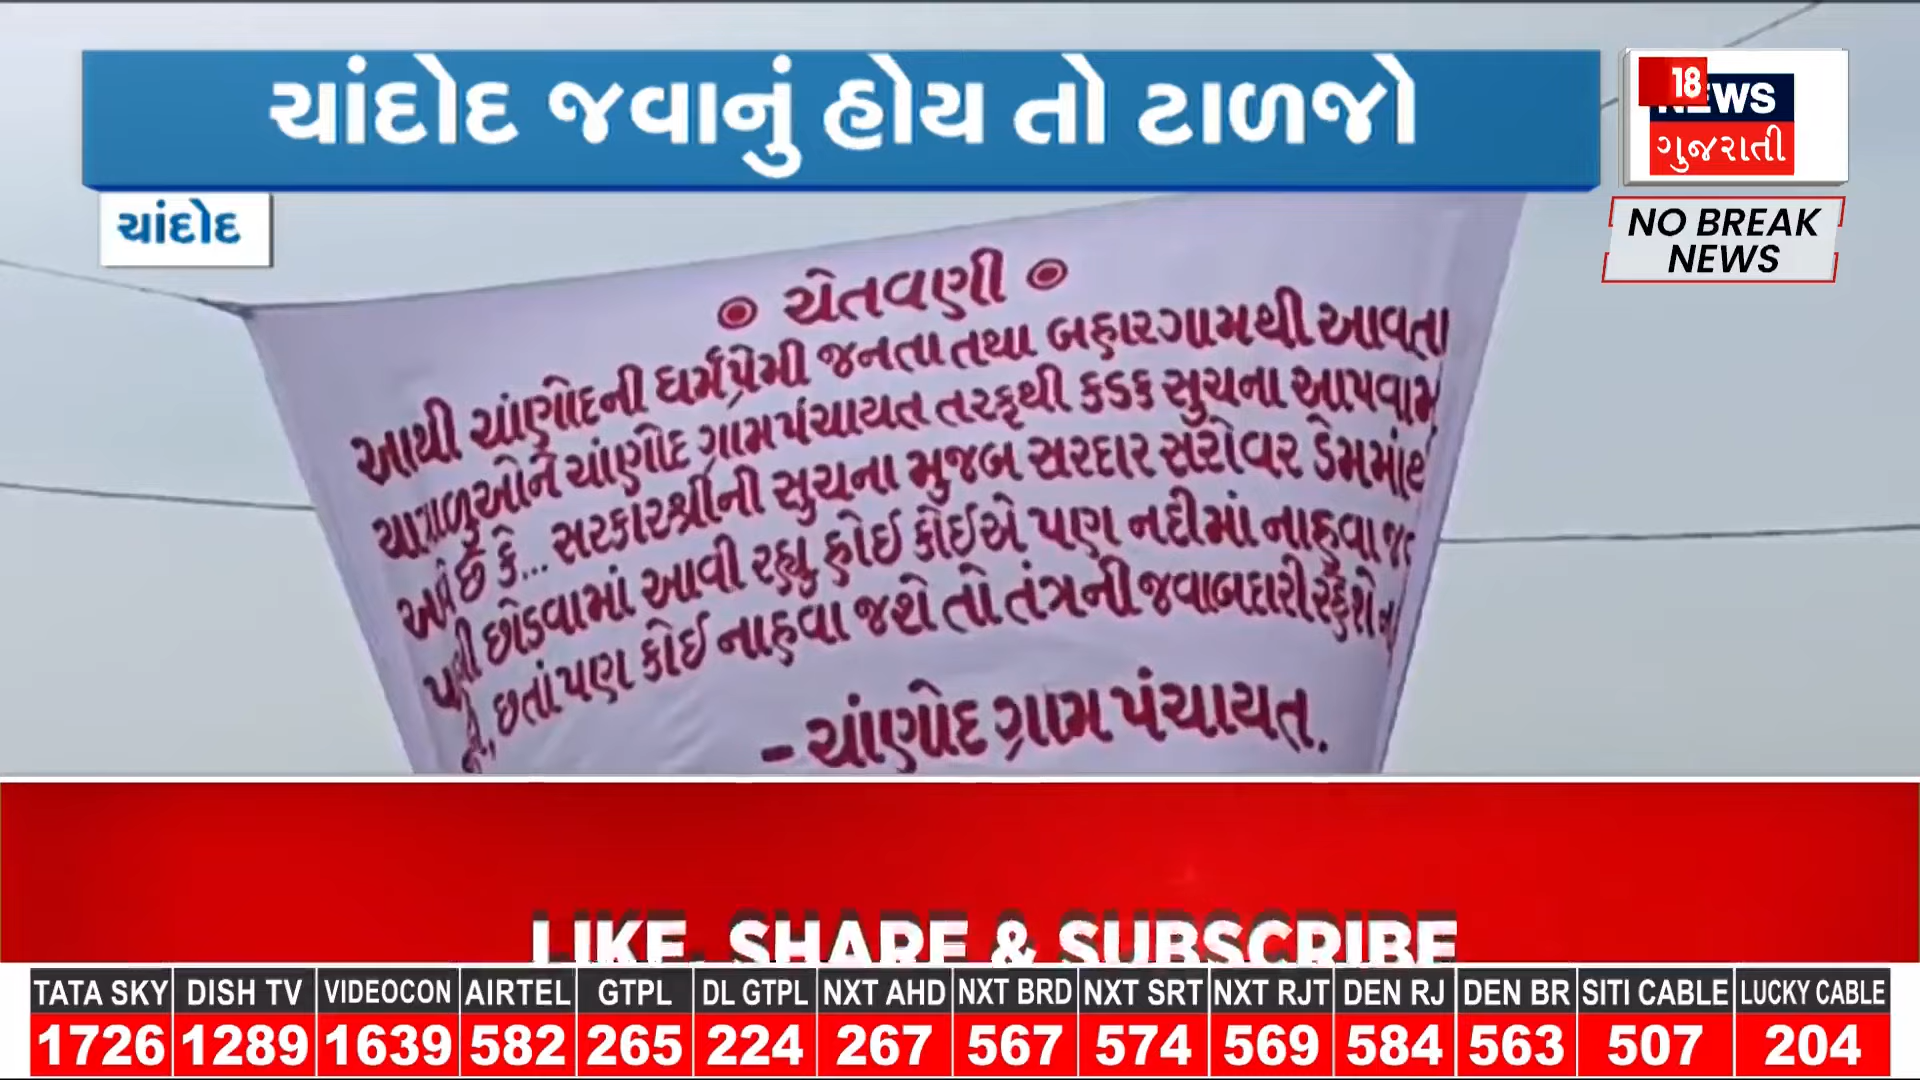 ચાંદોદ જવાનું હોય તો ટાળજો
18
NEWS
ગુજરાતી
NO BREAK
NEWS
ચાંદોદ
ચેતવણી
આથી ચાંણોદની ધર્મપ્રેમી જનતા તથા બહારગામથી આવતા
યાત્રાળુઓને ચાંણોદ ગ્રામપંચાયત તરફથી કડક સુચના આપવામ
આવે છે કે... સરકારશ્રીની સુચના મુજબ સરદાર સરોવર ડેમમાંથી
પાણી છોડવામાં આવી રહ્યુ હોઈ કોઈએ પણ નદીમાં નાહવા જ
છતાં પણ કોઈ નાહવા જશે તો તંત્રની જવાબદારી રહેશે
- ચાંણોદ ગ્રામ પંચાયત.
LIKE, SHARE & SUBSCRIBE
TATA SKY DISH TV VIDEOCON AIRTEL GTPL DL GTPL NXT AHD NXT BRD NXT SRT NXT RJT DEN RJ DEN BR SITI CABLE LUCKY CABLE
1726 1289 1639 582 265 224 267 567 574 569 584 563 507 204